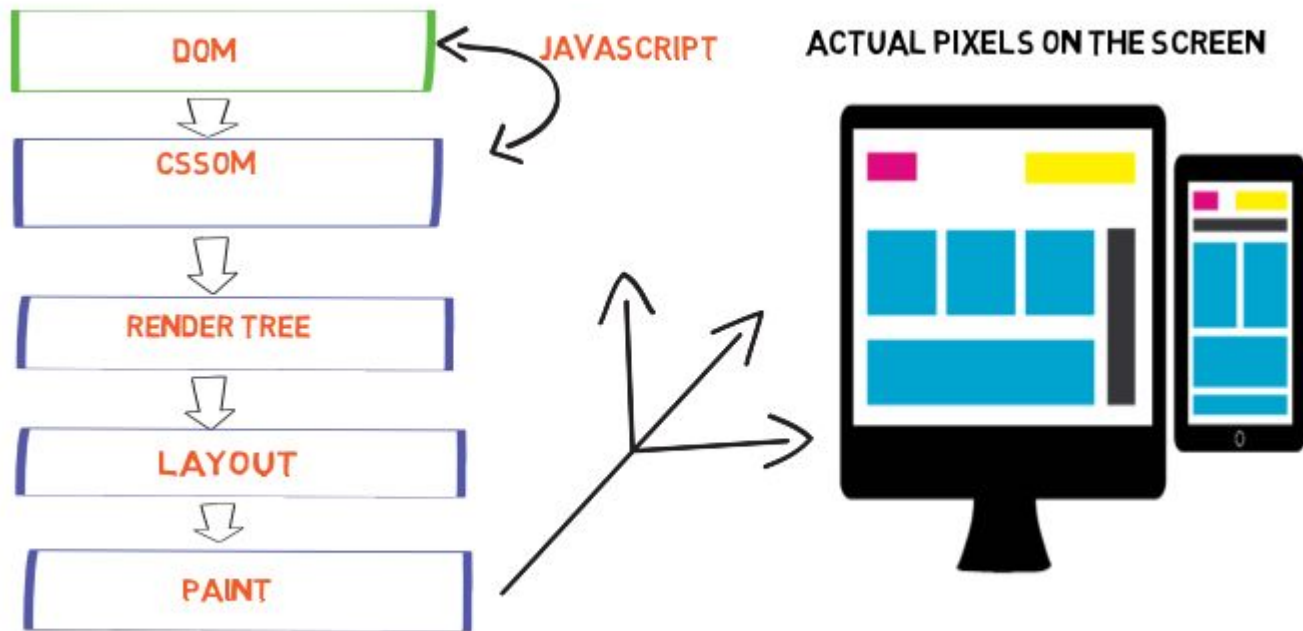 DOM
JAVASCRIPT
ACTUAL PIXELS ON THE SCREEN
CSSOM
RENDER TREE
LAYOUT
PAINT